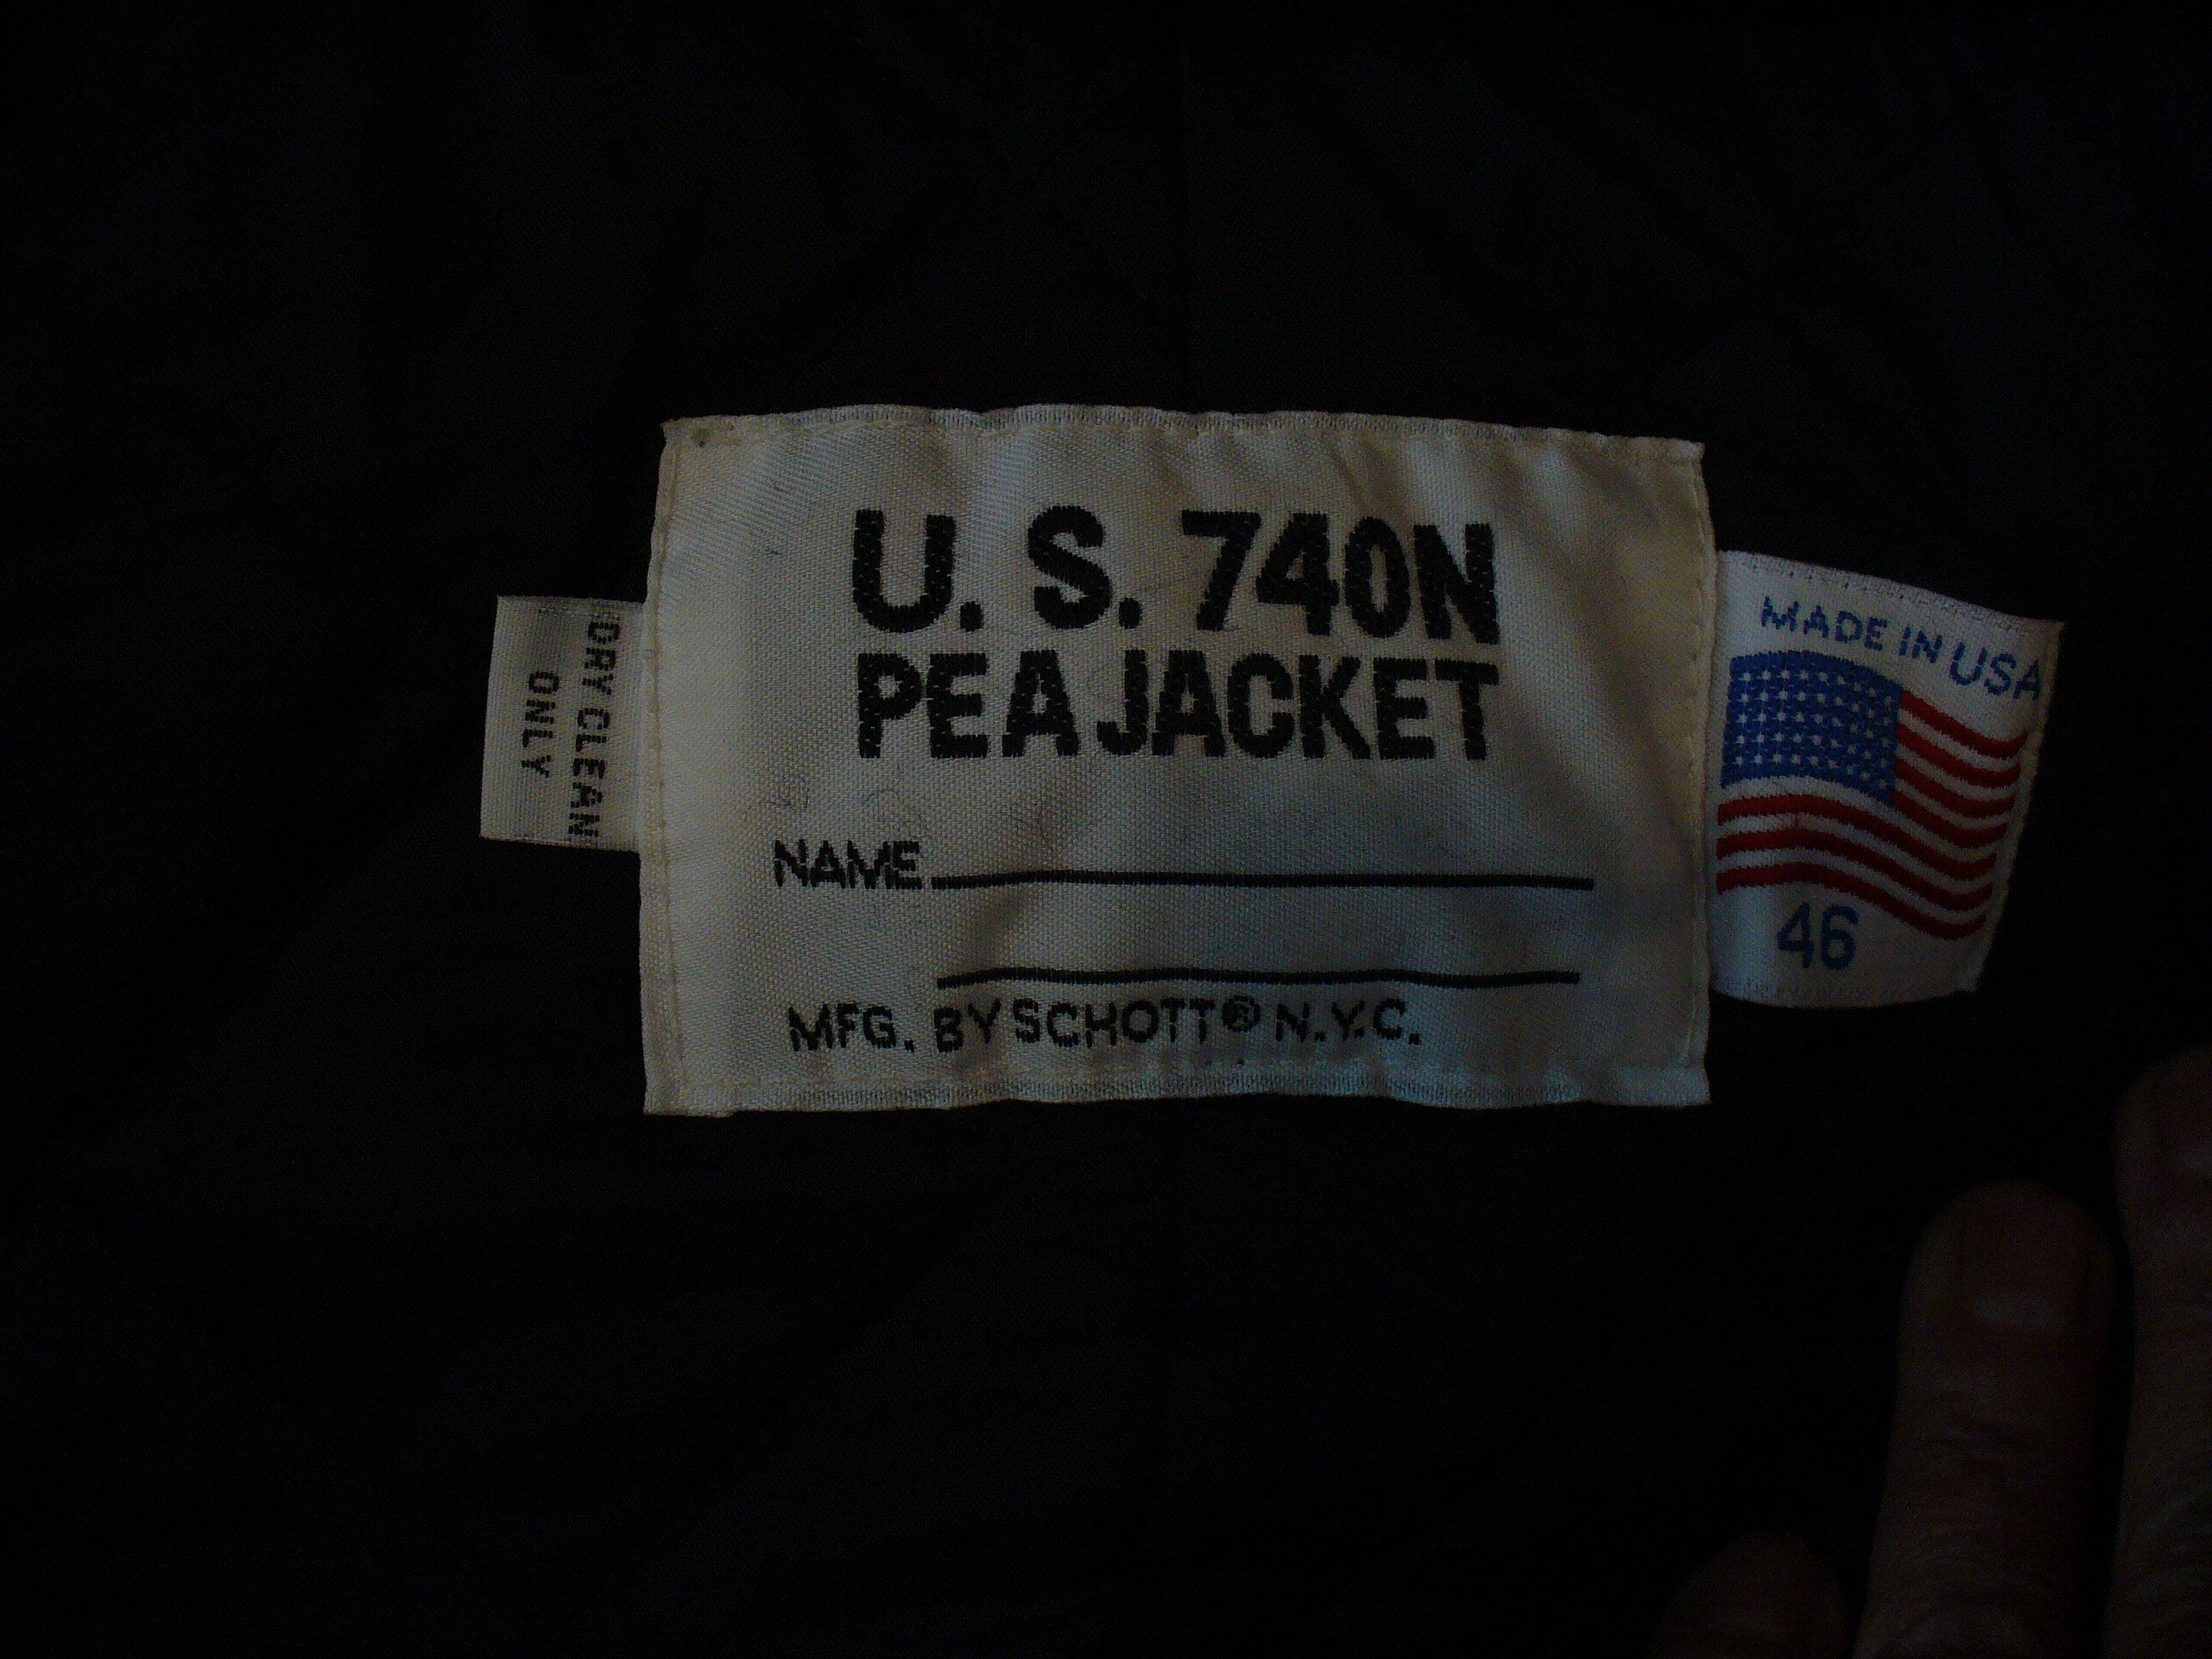 U. S. 740N
PEA JACKET
NAME
MFG. BY SCHOTT® N.Y.C.
DRY CLEAN
ONLY
MADE IN USA
46